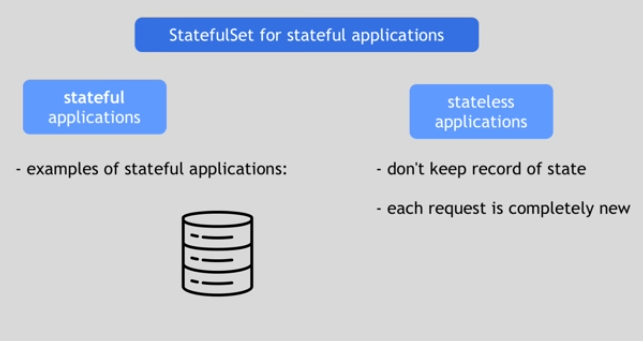 StatefulSet for stateful applications
stateful
applications
- examples of stateful applications:
stateless
applications
- don't keep record of state
- each request is completely new